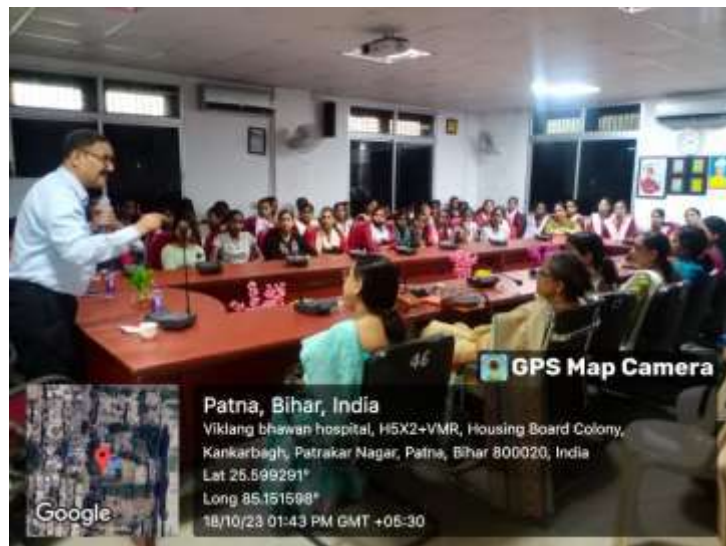 46
GPS Map Camera
Patna, Bihar, India
Viklang bhawan hospital, H5X2+VMR, Housing Board Colony,
Kankarbagh, Patrakar Nagar, Patna, Bihar 800020, India
Lat 25.599291°
Long 85.151598°
18/10/23 01:43 PM GMT +05:30
Google